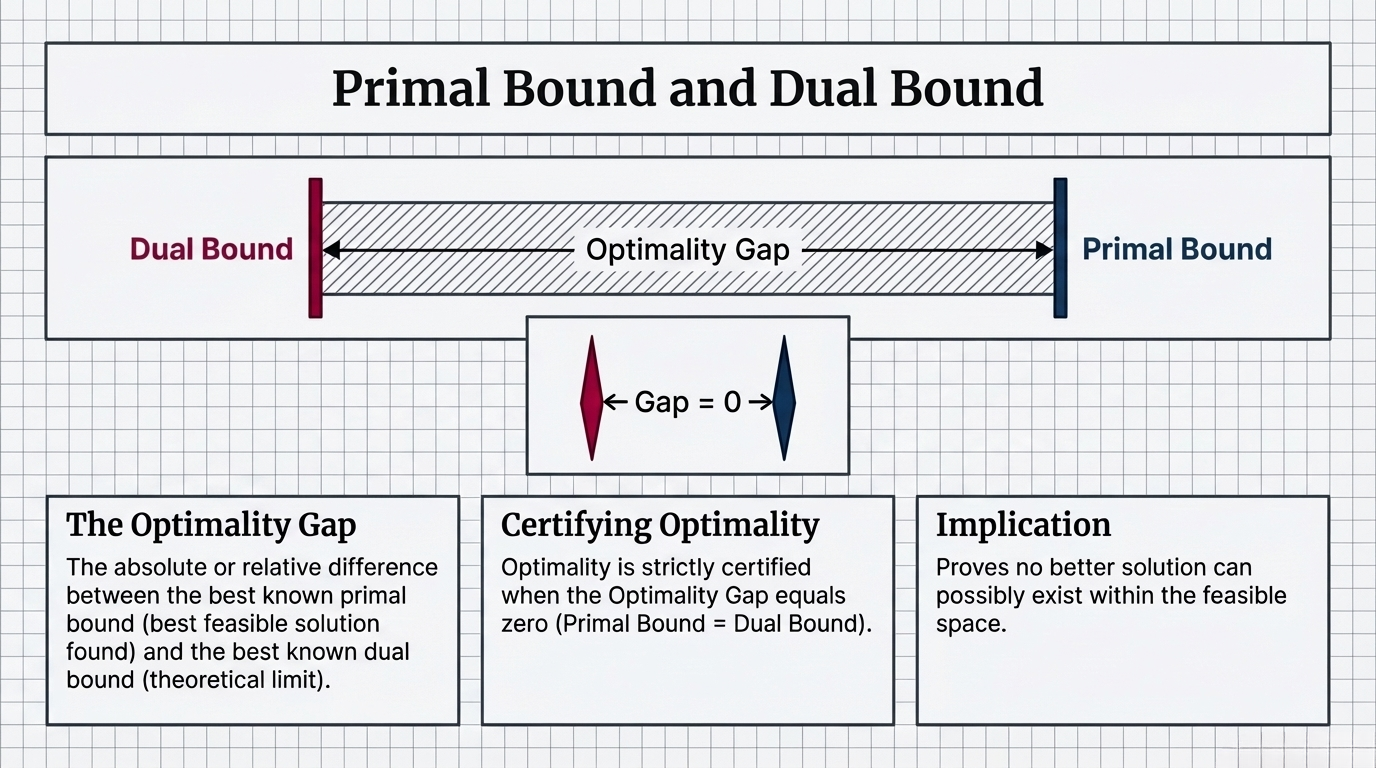 Primal Bound and Dual Bound
Dual Bound
Optimality Gap
Primal Bound
Gap = 0
The Optimality Gap
The absolute or relative difference
between the best known primal
bound (best feasible solution
found) and the best known dual
bound (theoretical limit).
Certifying Optimality
Optimality is strictly certified
when the Optimality Gap equals
zero (Primal Bound = Dual Bound).
Implication
Proves no better solution can
possibly exist within the feasible
space.